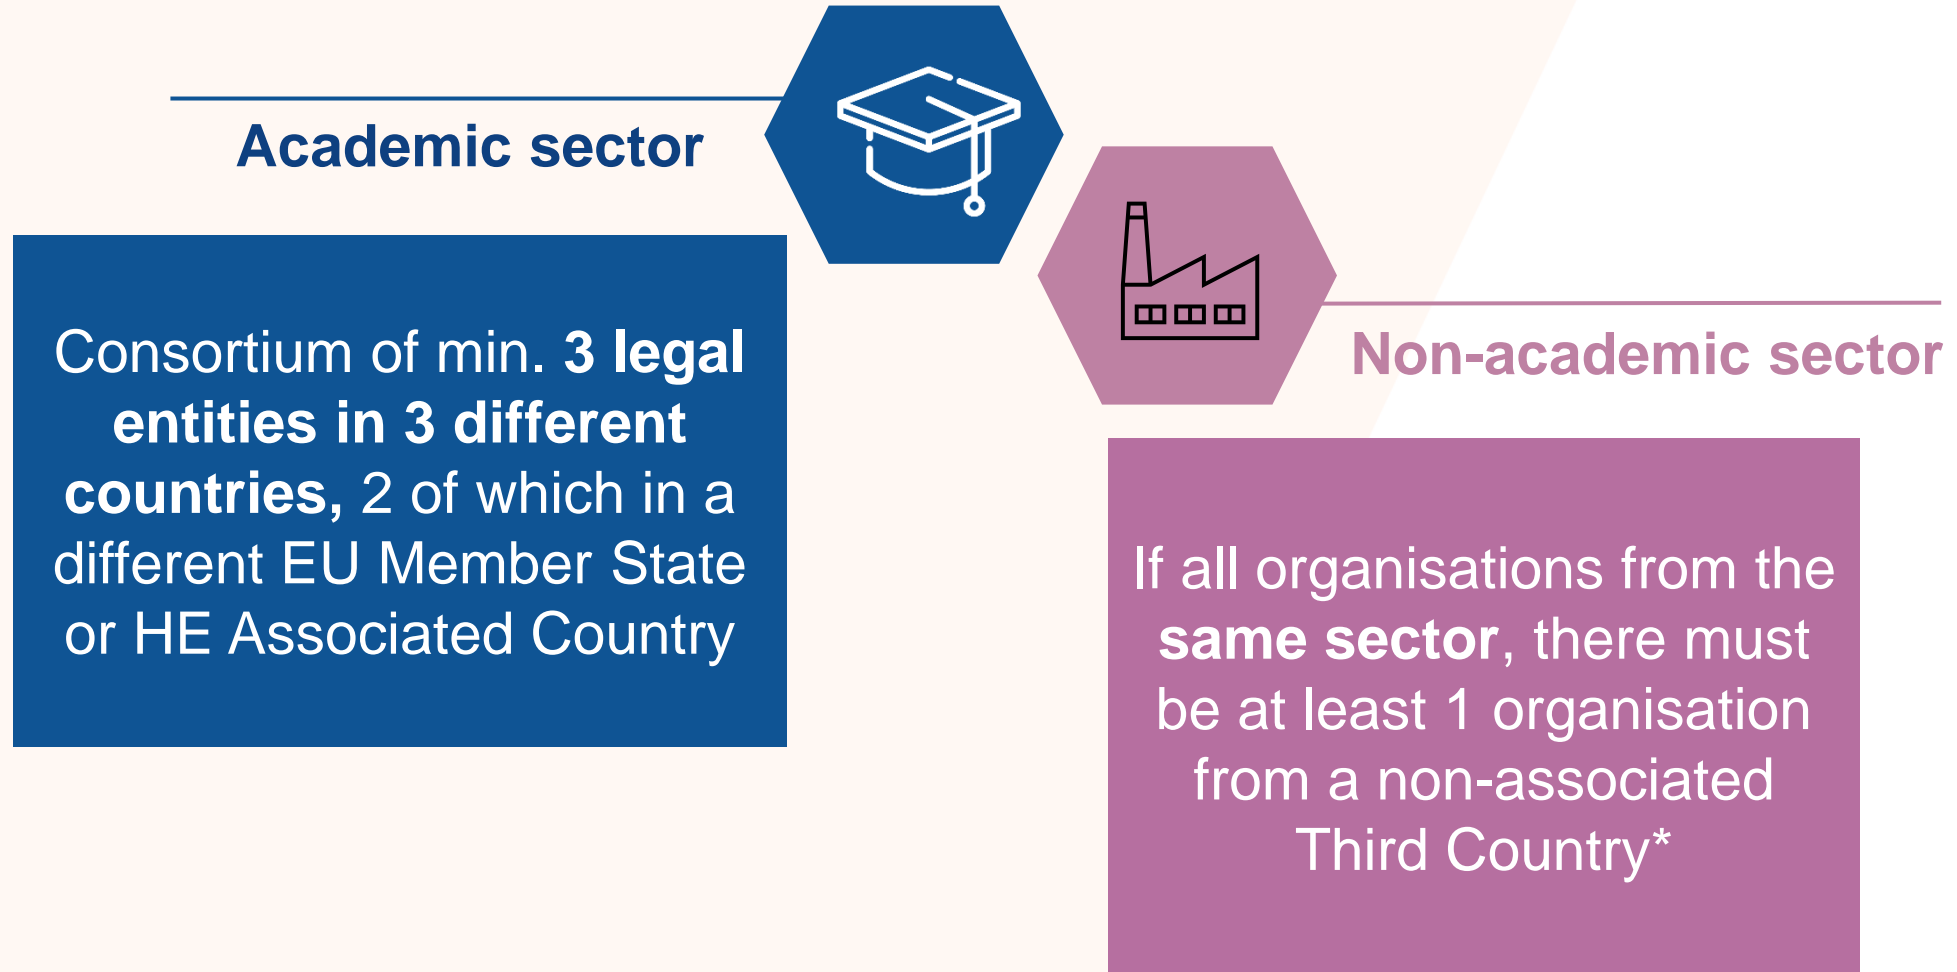 Academic sector
Consortium of min. 3 legal
entities in 3 different
countries, 2 of which in a
different EU Member State
or HE Associated Country
Non-academic sector
If all organisations from the
same sector, there must
be at least 1 organisation
from a non-associated
Third Country*